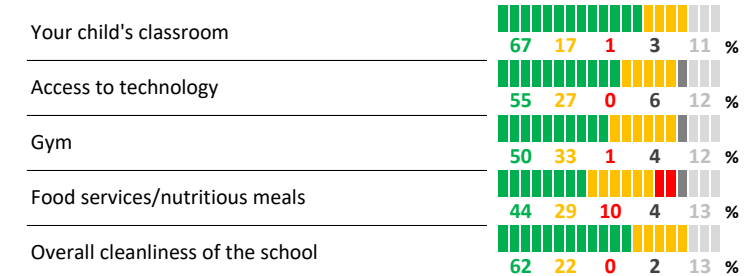 Your child's classroom
67 17 1 3 11 %
Access to technology
55 27 0 6 12 %
Gym
50 33 1 4 12 %
Food services/nutritious meals
44 29 10 4 13 %
Overall cleanliness of the school
62 22 0 2 13 %